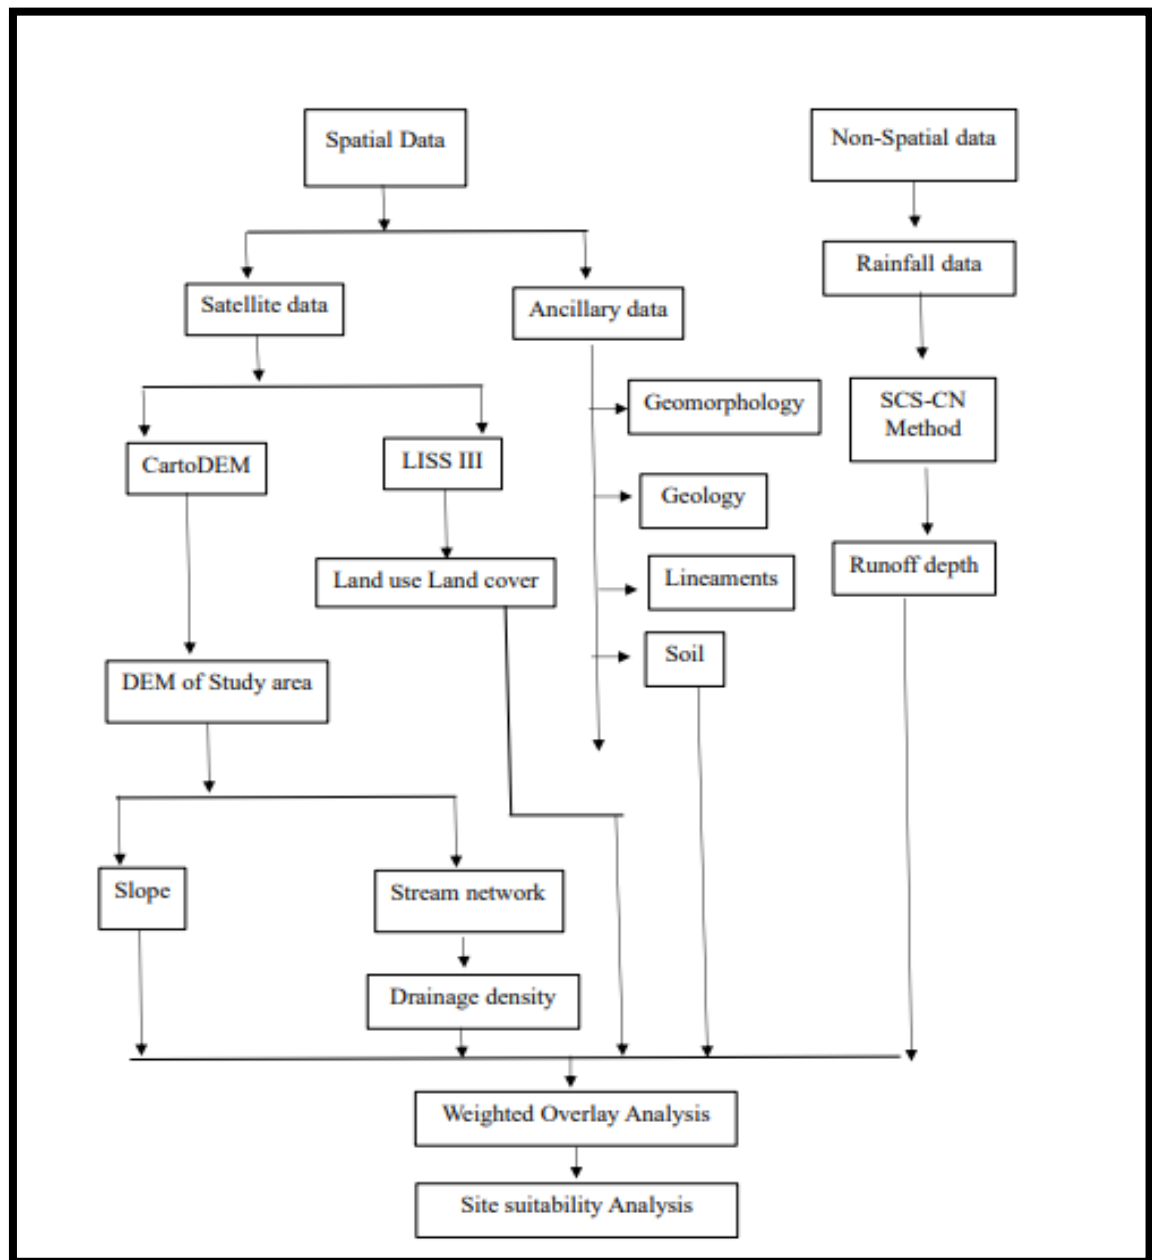 Spatial Data
Non-Spatial data
Rainfall data
Satellite data
Ancillary data
Geomorphology
SCS-CN
Method
CartoDEM
LISS III
Geology
Land use Land cover
Lineaments
Runoff depth
Soil
DEM of Study area
Slope
Stream network
Drainage density
Weighted Overlay Analysis
Site suitability Analysis